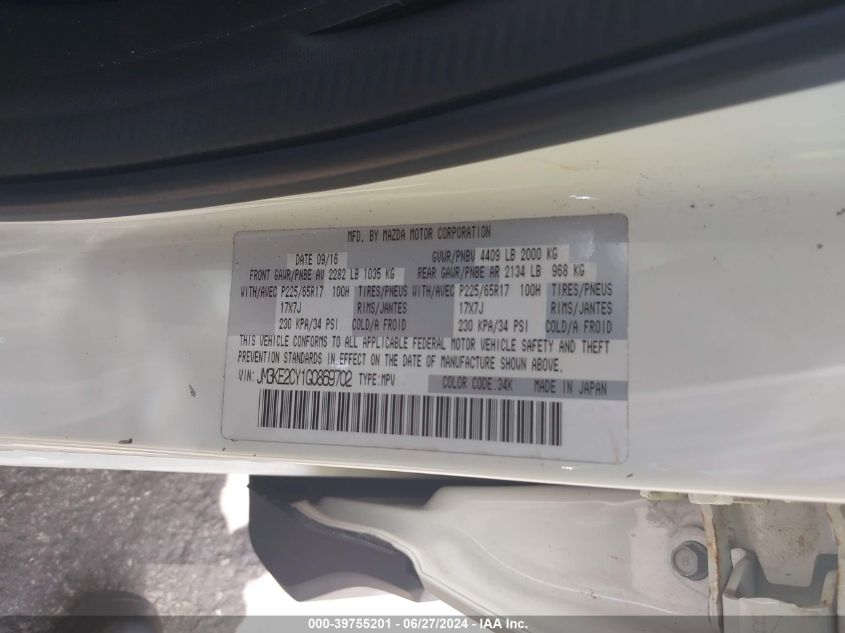 MFD. BY MAZDA MOTOR CORPORATION
DATE 09/16 GVWR/PNBV 4409 LB 2000 KG
FRONT GAWR/PNBE AV 2282 LB 1035 KG REAR GAWR/PNBE AR 2134 LB 968 KG
WITH/AVEC P225/65R17 100H TIRES/PNEUS WITH/AVEC P225/65R17 100H TIRES/PNEUS
17X7J RIMS/JANTES 17X7J RIMS/JANTES
230 KPA/34 PSI COLD/A FROID 230 KPA/34 PSI COLD/A FROID
THIS VEHICLE CONFORMS TO ALL APPLICABLE FEDERAL MOTOR VEHICLE SAFETY AND THEFT
PREVENTION STANDARDS IN EFFECT ON THE DATE OF MANUFACTURE SHOWN ABOVE.
VIN: JM3KE2CY1G0869702 TYPE:MPV COLOR CODE:34K MADE IN JAPAN
000-39755201 - 06/27/2024 - IAA Inc.